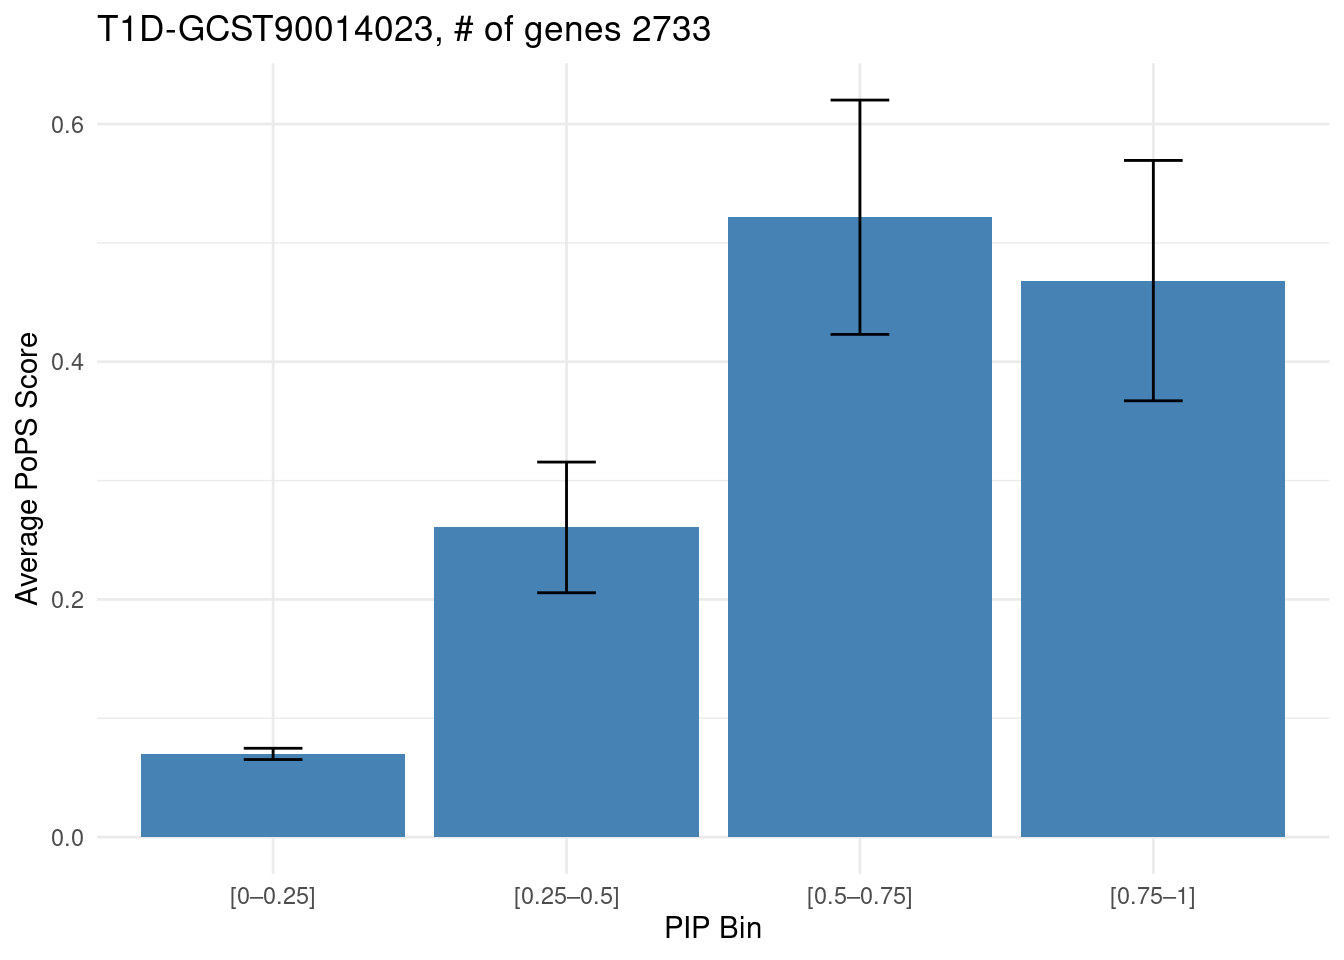 T1D-GCST90014023, # of genes 2733
Average PoPS Score
0.6
0.4
0.2
0.0
[0–0.25]
[0.25–0.5]
[0.5–0.75]
[0.75–1]
PIP Bin